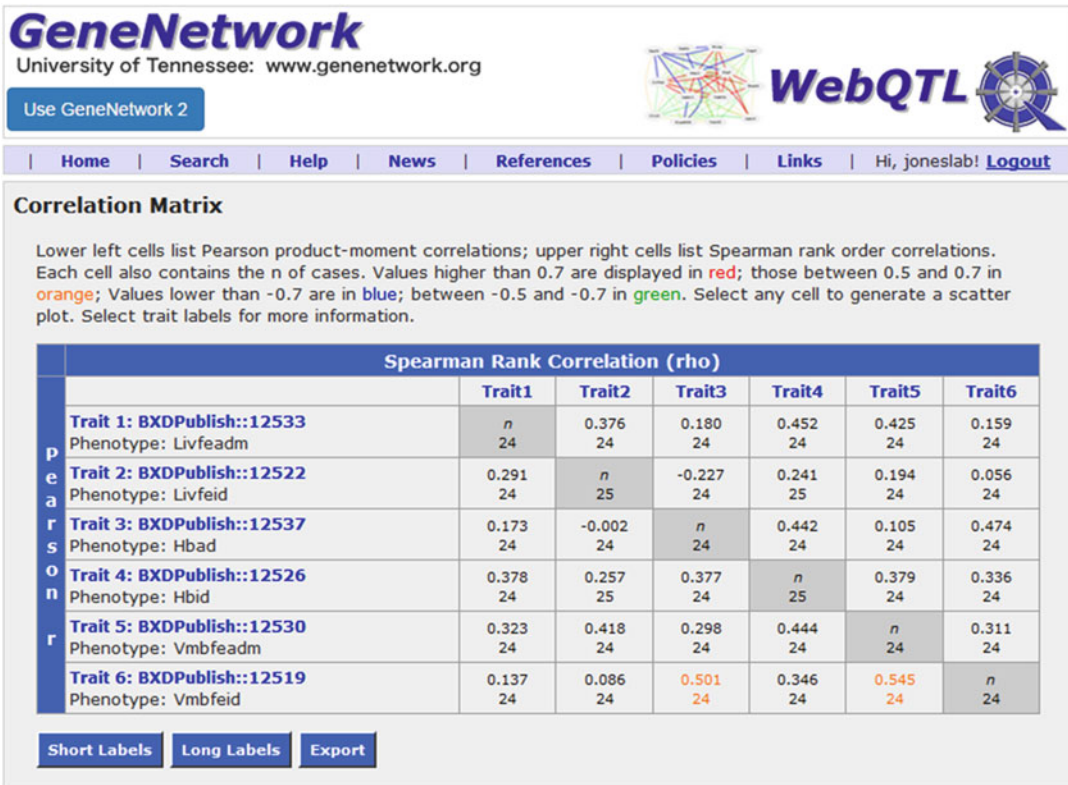 GeneNetwork
University of Tennessee: www.genenetwork.org
Use GeneNetwork 2
WebQTL
| Home | Search | Help | News | References | Policies | Links | Hi, joneslab! Logout
Correlation Matrix
Lower left cells list Pearson product-moment correlations; upper right cells list Spearman rank order correlations.
Each cell also contains the n of cases. Values higher than 0.7 are displayed in red; those between 0.5 and 0.7 in
orange; Values lower than -0.7 are in blue; between -0.5 and -0.7 in green. Select any cell to generate a scatter
plot. Select trait labels for more information.
Spearman Rank Correlation (rho)
Pearson r
Trait1 Trait2 Trait3 Trait4 Trait5 Trait6
Trait 1: BXDPublish::12533 n 0.376 0.180 0.452 0.425 0.159
Phenotype: Livfeadm 24 24 24 24 24 24
Trait 2: BXDPublish::12522 0.291 n -0.227 0.241 0.194 0.056
Phenotype: Livfeid 24 25 24 25 24 24
Trait 3: BXDPublish::12537 0.173 -0.002 n 0.442 0.105 0.474
Phenotype: Hbad 24 24 24 24 24 24
Trait 4: BXDPublish::12526 0.378 0.257 0.377 n 0.379 0.336
Phenotype: Hbid 24 25 24 25 24 24
Trait 5: BXDPublish::12530 0.323 0.418 0.298 0.444 n 0.311
Phenotype: Vmbfeadm 24 24 24 24 24 24
Trait 6: BXDPublish::12519 0.137 0.086 0.501 0.346 0.545 n
Phenotype: Vmbfeid 24 24 24 24 24 24
Short Labels Long Labels Export